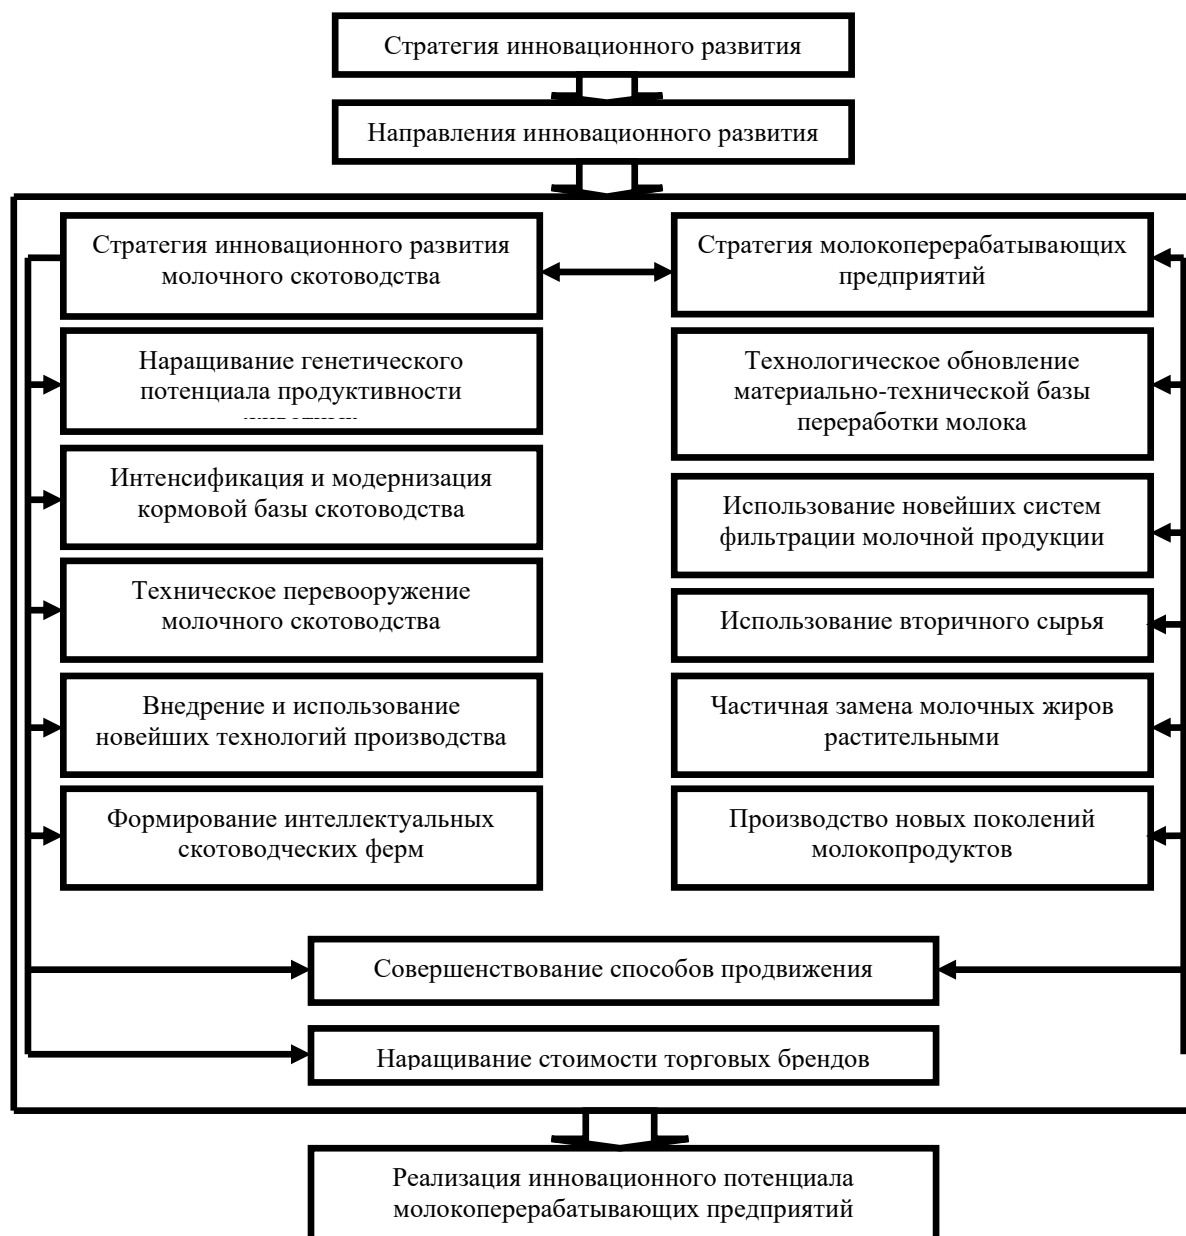 Стратегия инновационного развития
Направления инновационного развития
Стратегия инновационного развития
молочного скотоводства
Наращивание генетического
потенциала продуктивности
Интенсификация и модернизация
кормовой базы скотоводства
Техническое перевооружение
молочного скотоводства
Внедрение и использование
новейших технологий производства
Формирование интеллектуальных
скотоводческих ферм
Стратегия молокоперерабатывающих
предприятий
Технологическое обновление
материально-технической базы
переработки молока
Использование новейших систем
фильтрации молочной продукции
Использование вторичного сырья
Частичная замена молочных жиров
растительными
Производство новых поколений
молокопродуктов
Совершенствование способов продвижения
Наращивание стоимости торговых брендов
Реализация инновационного потенциала
молокоперерабатывающих предприятий